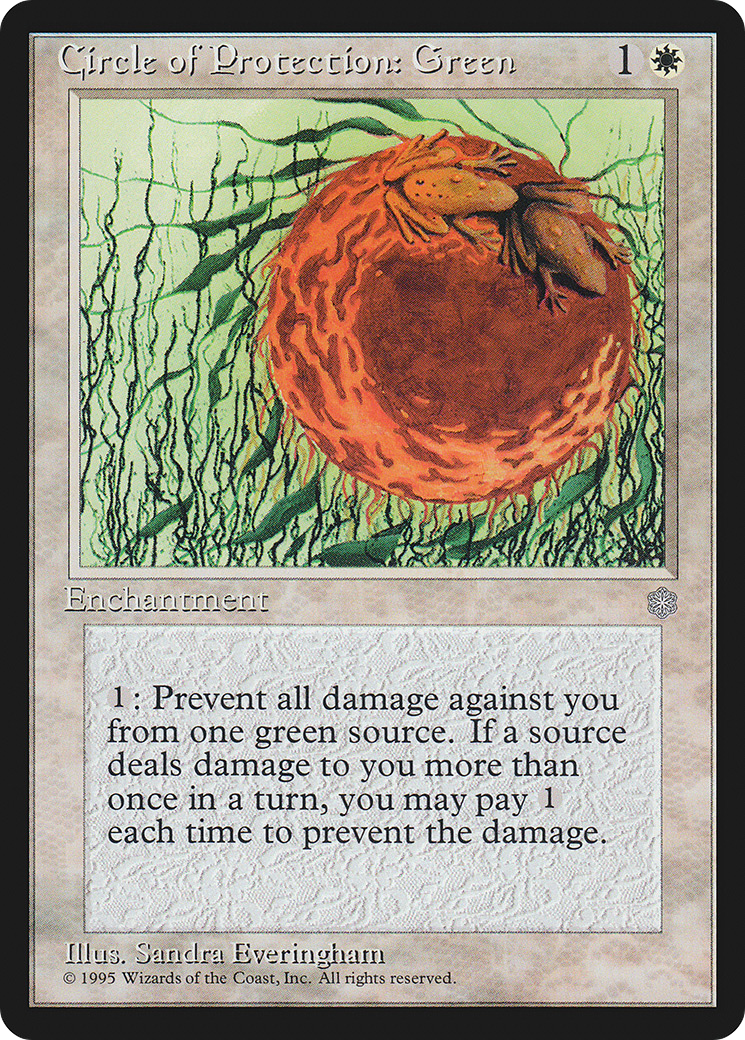 Circle of Protection: Green 1
Enchantment
1: Prevent all damage against you
from one green source. If a source
deals damage to you more than
once in a turn, you may pay 1
each time to prevent the damage.
Illus. Sandra Everingham
© 1995 Wizards of the Coast, Inc. All rights reserved.